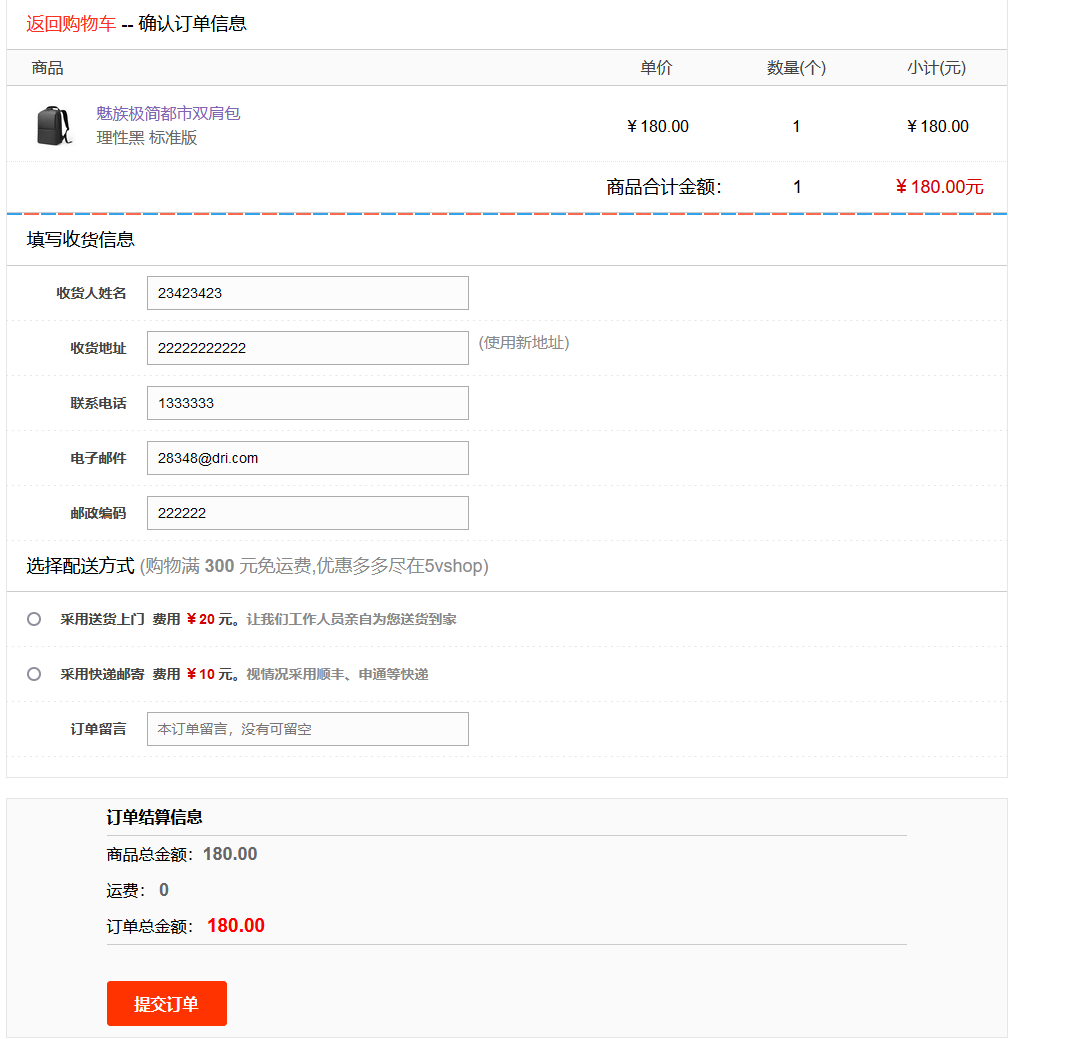 返回购物车 -- 确认订单信息
商品 单价 数量(个) 小计(元)
魅族极简都市双肩包
理性黑 标准版
¥ 180.00 1 ¥ 180.00
商品合计金额： 1 ¥ 180.00元
填写收货信息
收货人姓名 23423423
收货地址 22222222222 (使用新地址)
联系电话 1333333
电子邮件 28348@dri.com
邮政编码 222222
选择配送方式 (购物满 300 元免运费,优惠多多尽在5vshop)
采用送货上门 费用 ¥ 20 元。让我们工作人员亲自为您送货到家
采用快递邮寄 费用 ¥ 10 元。视情况采用顺丰、申通等快递
订单留言 本订单留言，没有可留空
订单结算信息
商品总金额：180.00
运费： 0
订单总金额： 180.00
提交订单